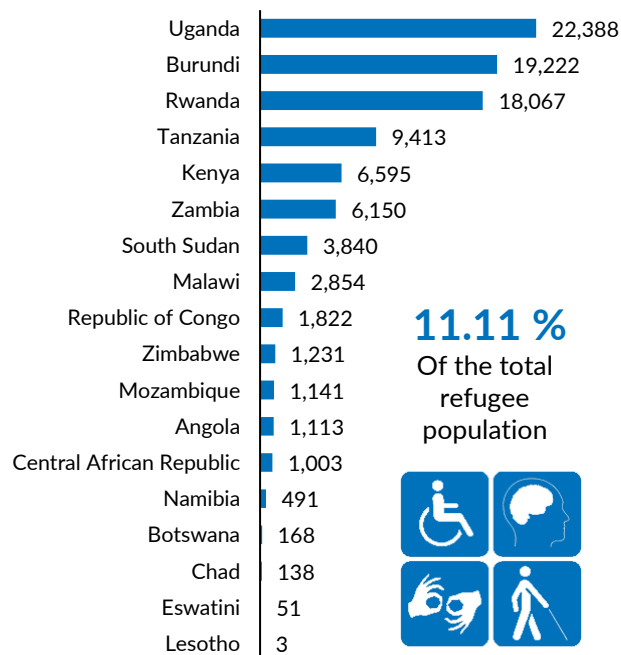 Uganda 22,388
Burundi 19,222
Rwanda 18,067
Tanzania 9,413
Kenya 6,595
Zambia 6,150
South Sudan 3,840
Malawi 2,854
Republic of Congo 1,822
Zimbabwe 1,231
Mozambique 1,141
Angola 1,113
Central African Republic 1,003
Namibia 491
Botswana 168
Chad 138
Eswatini 51
Lesotho 3
11.11 %
Of the total
refugee
population